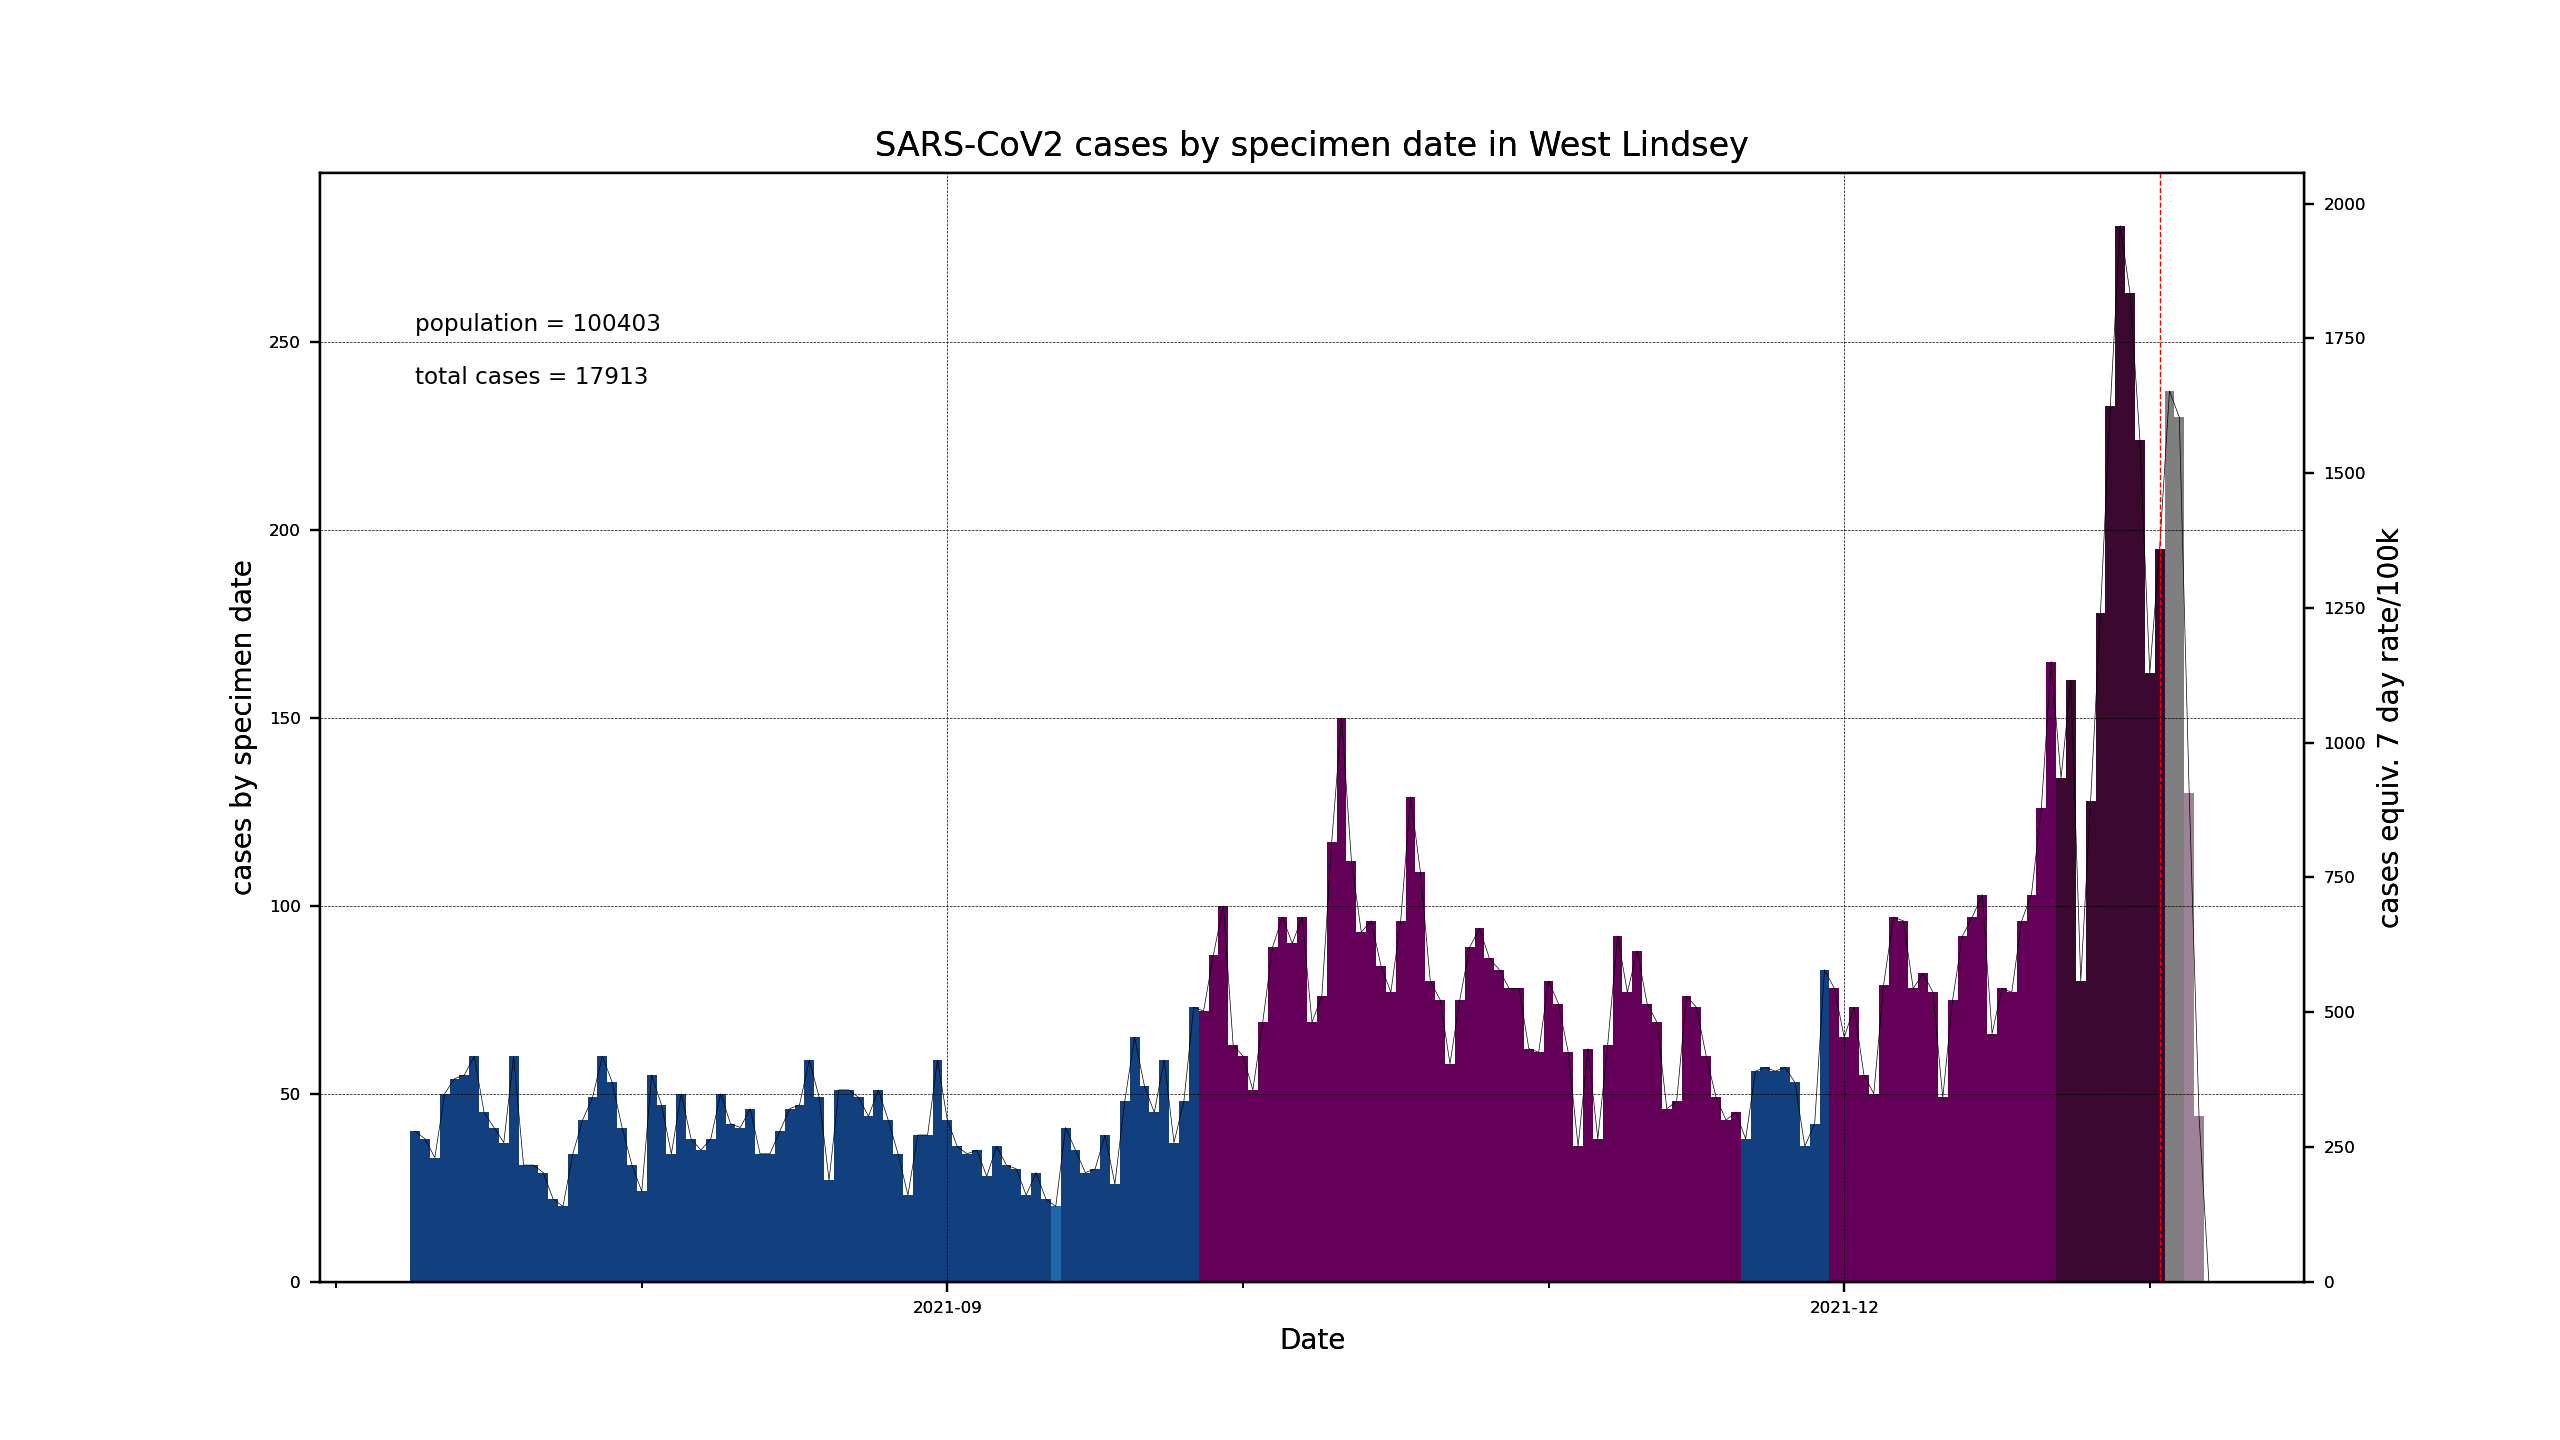 SARS-CoV2 cases by specimen date in West Lindsey
population = 100403
total cases = 17913
cases by specimen date
250
200
150
100
50
0
2000
1750
1500
1250
1000
750
500
250
0
cases equiv. 7 day rate/100k
2021-09
2021-12
Date